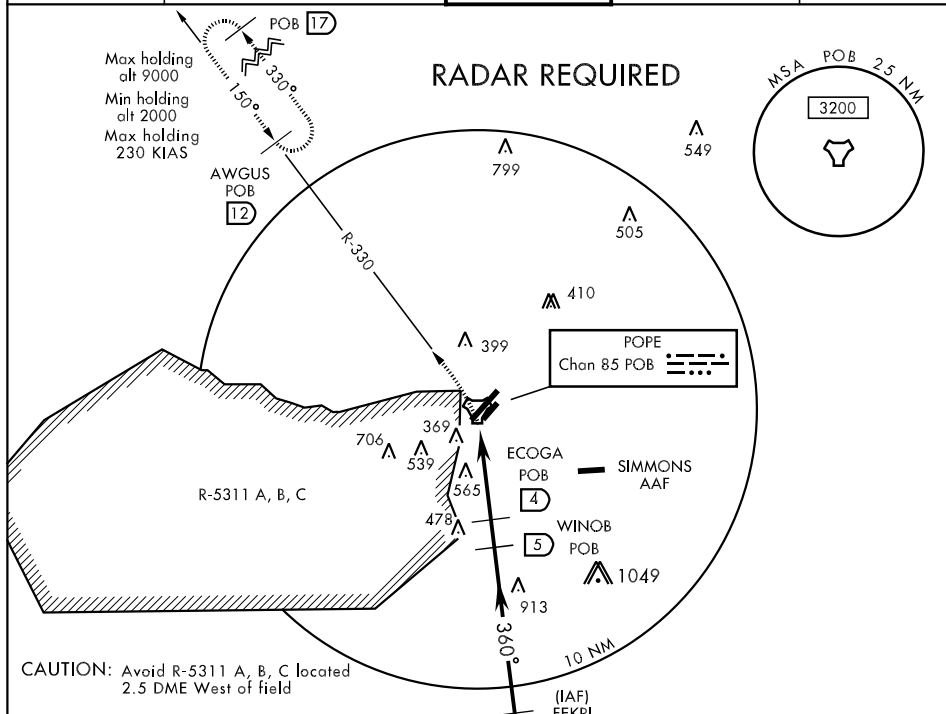 POB 17
Max holding
alt 9000
Min holding
alt 2000
Max holding
230 KIAS
330°
150°
RADAR REQUIRED
MSA POB 25 NM
3200
549
799
AWGUS
POB
12
505
R-330
410
399
POPE
Chan 85 POB
369
706
539
ECOGA
POB
4
SIMMONS
AAF
565
R-5311 A, B, C
478
WINOB
POB
5
1049
913
360°
10 NM
CAUTION: Avoid R-5311 A, B, C located
2.5 DME West of field
(IAF)